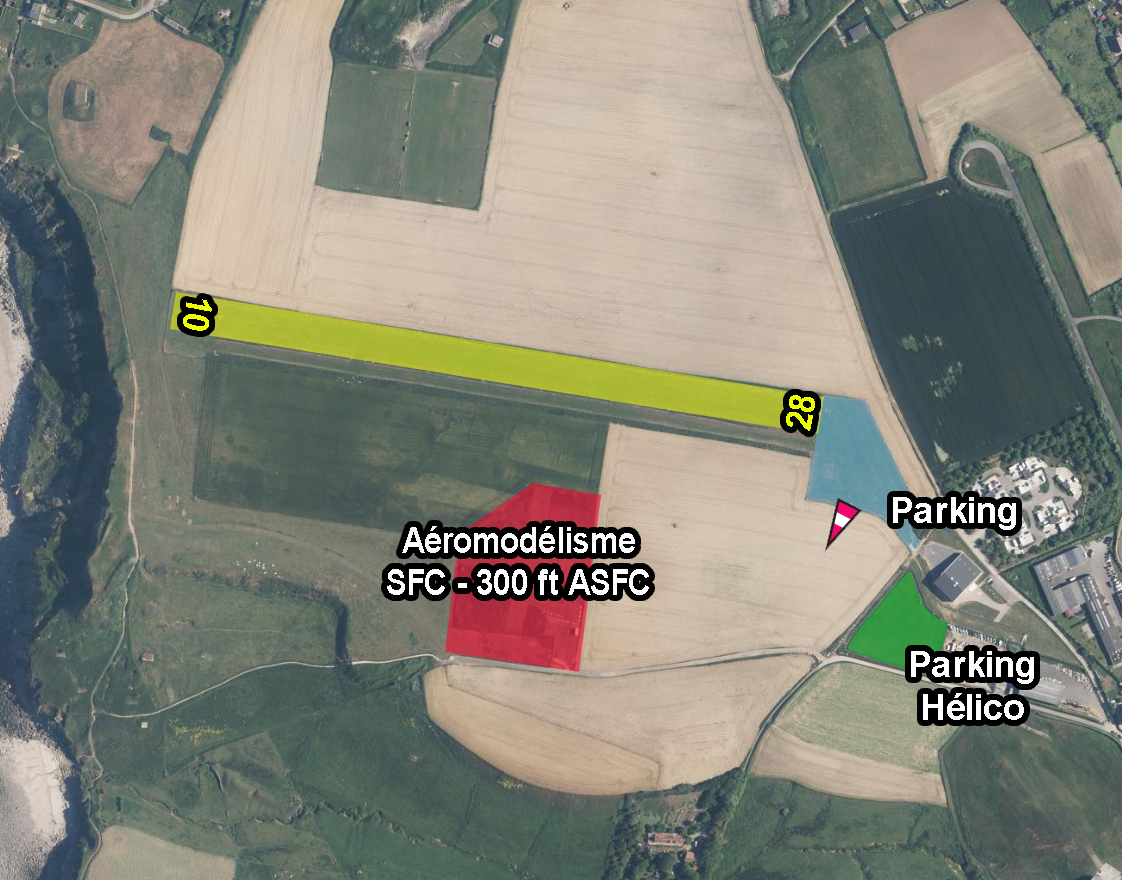 10
28
Parking
Aéromodélisme
SFC - 300 ft ASFC
Parking
Hélico